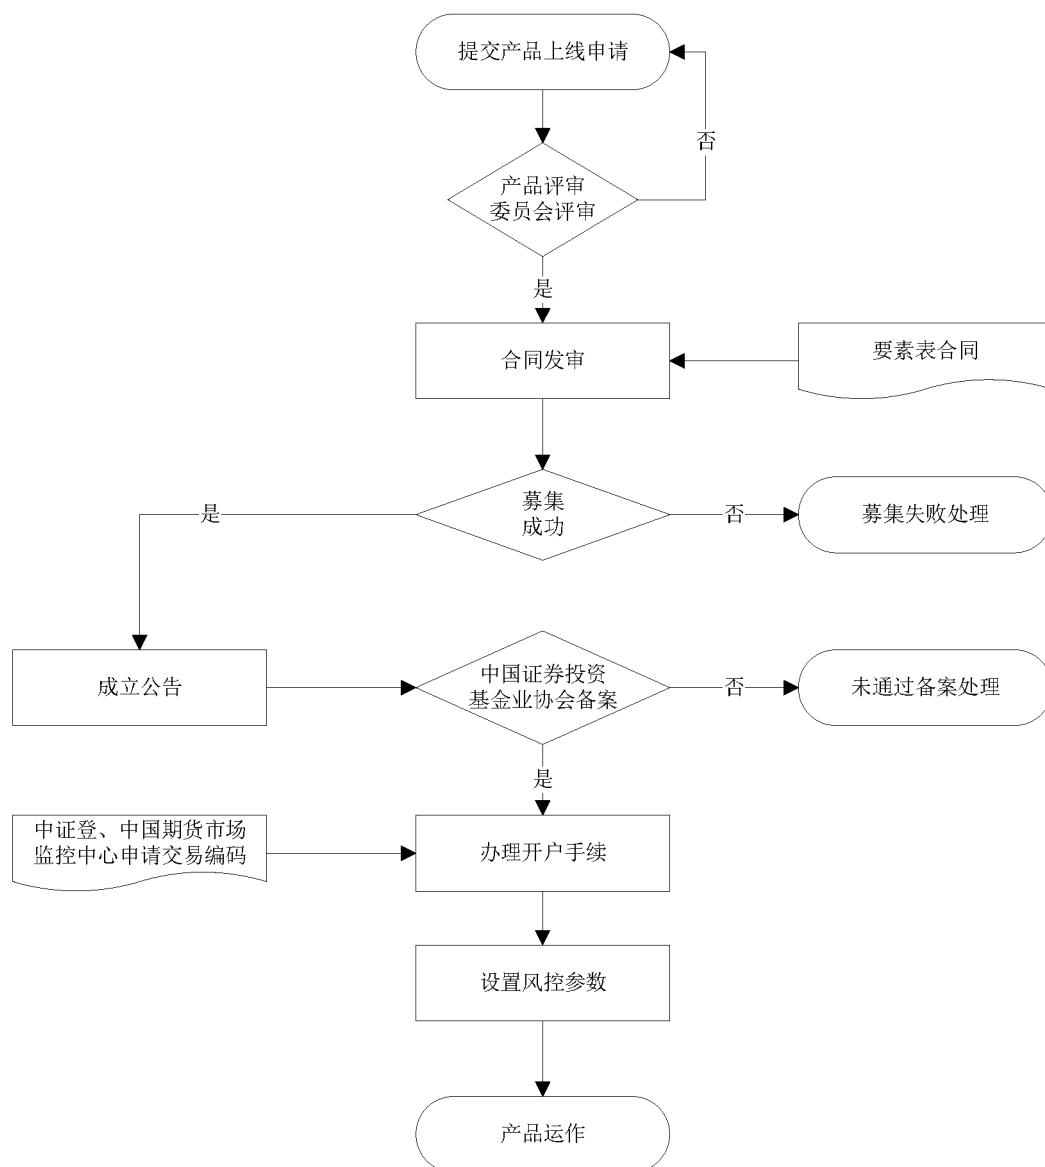 提交产品上线申请
否
产品评审
委员会评审
是
合同发审
要素表合同
募集
成功
是
否
募集失败处理
成立公告
中国证券投资
基金业协会备案
否
未通过备案处理
是
中证登、中国期货市场
监控中心申请交易编码
办理开户手续
设置风控参数
产品运作